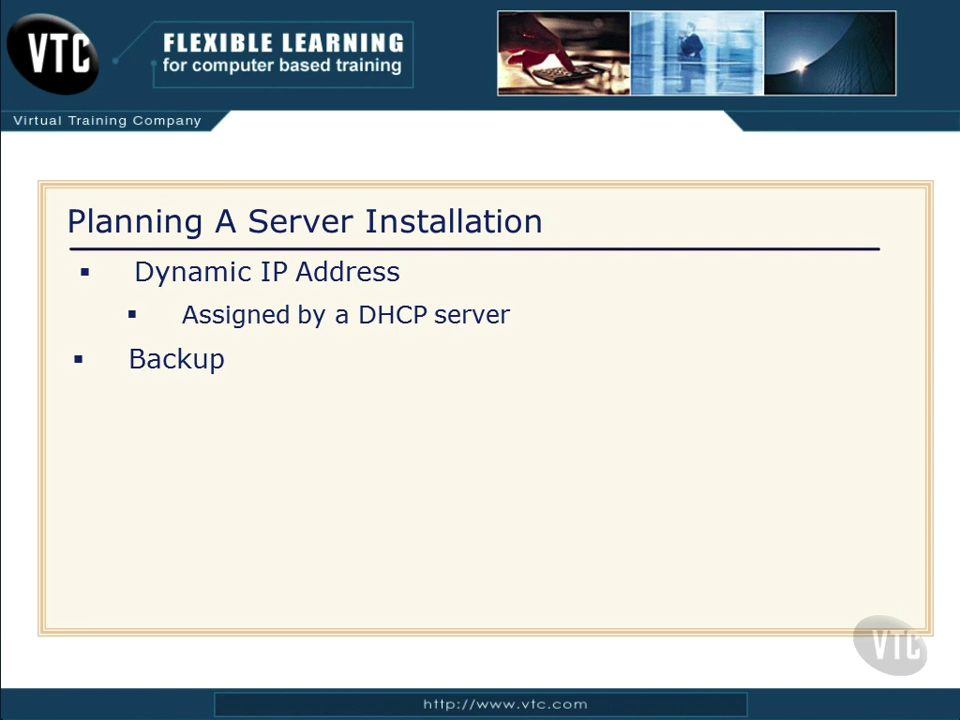 VTC
FLEXIBLE LEARNING
for computer based training
Virtual Training Company
Planning A Server Installation
▪ Dynamic IP Address
▪ Assigned by a DHCP server
▪ Backup
VTC
http://www.vtc.com